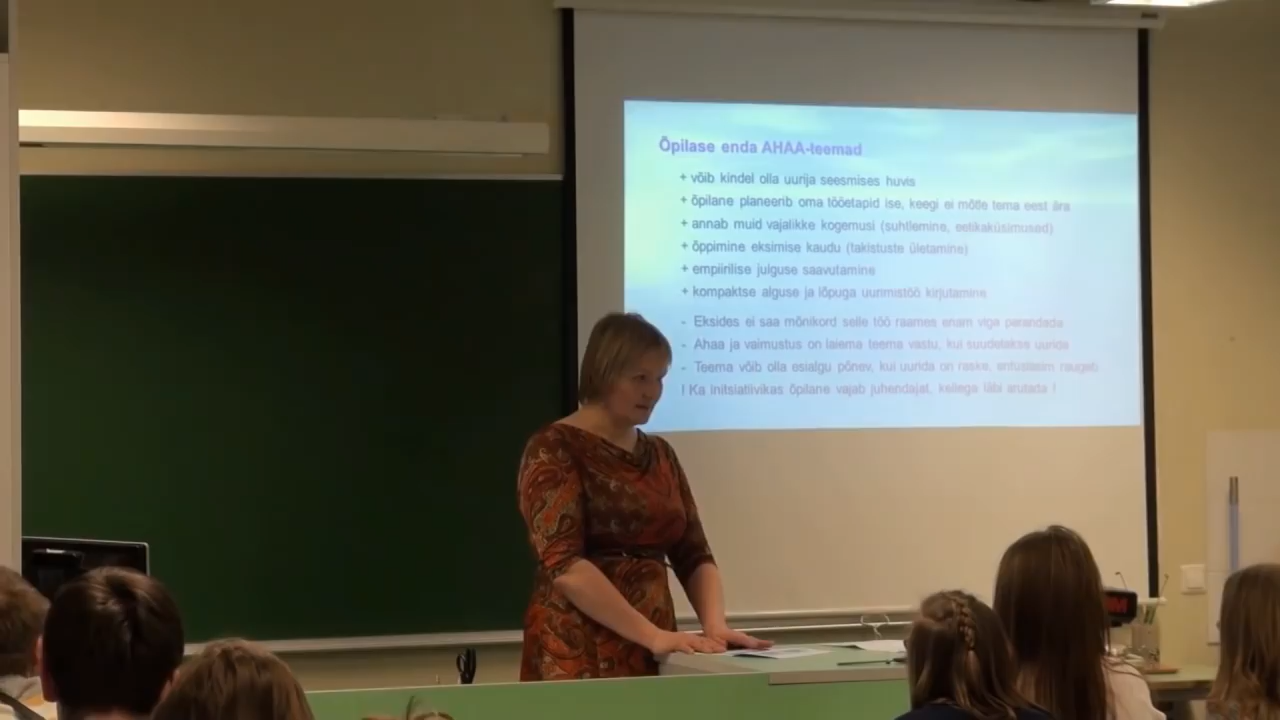 Õpilase enda AHAA-teemad
+ võib kindel olla uurija seesmises huvis
+ õpilane planeerib oma tööetapid ise, keegi ei mõtle tema eest ära
+ annab muid vajalikke kogemusi (suhtlemine, eetikaküsimused)
+ õppimine eksimise kaudu (takistuste ületamine)
+ empiirilise julguse saavutamine
+ kompaktse alguse ja lõpuga uurimistöö kirjutamine
- Eksides ei saa mõnikord selle töö raames enam viga parandada
- Ahaa ja vaimustus on laiema teema vastu, kui suudetakse uurida
- Teema võib olla esialgu põnev, kui uurida on raske, entusiasm raugeb
! Ka initsiatiivikas õpilane vajab juhendajat, kellega läbi arutada !